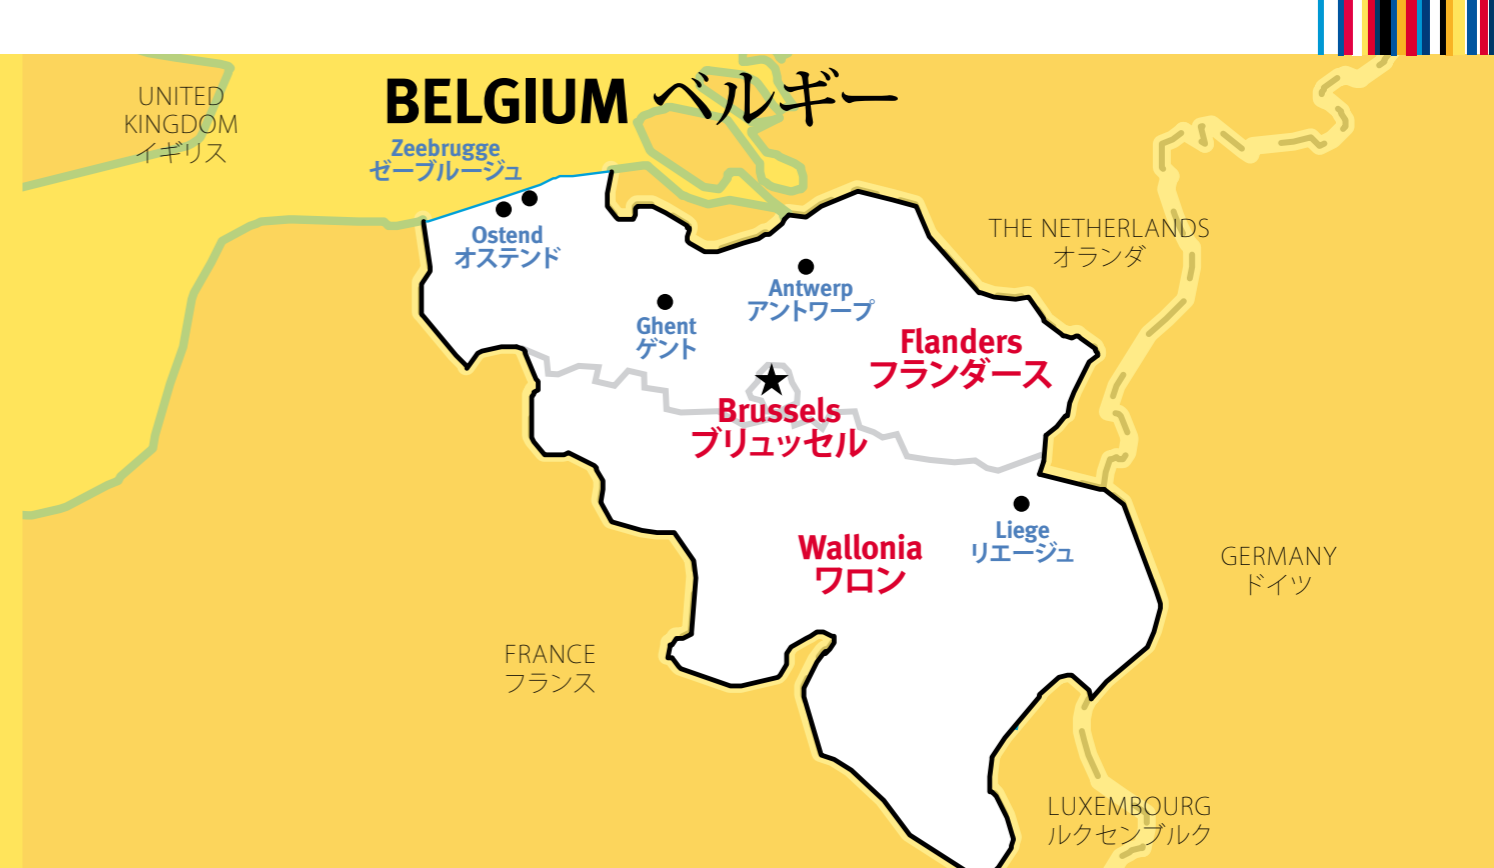 UNITED
KINGDOM
イギリス
BELGIUM ベルギー
Zeebrugge
ゼーブルージュ
Ostend
オステンド
THE NETHERLANDS
オランダ
Antwerp
アントワープ
Ghent
ゲント
Flanders
フランダース
Brussels
ブリュッセル
Liege
リエージュ
Wallonia
ワロン
GERMANY
ドイツ
FRANCE
フランス
LUXEMBOURG
ルクセンブルク